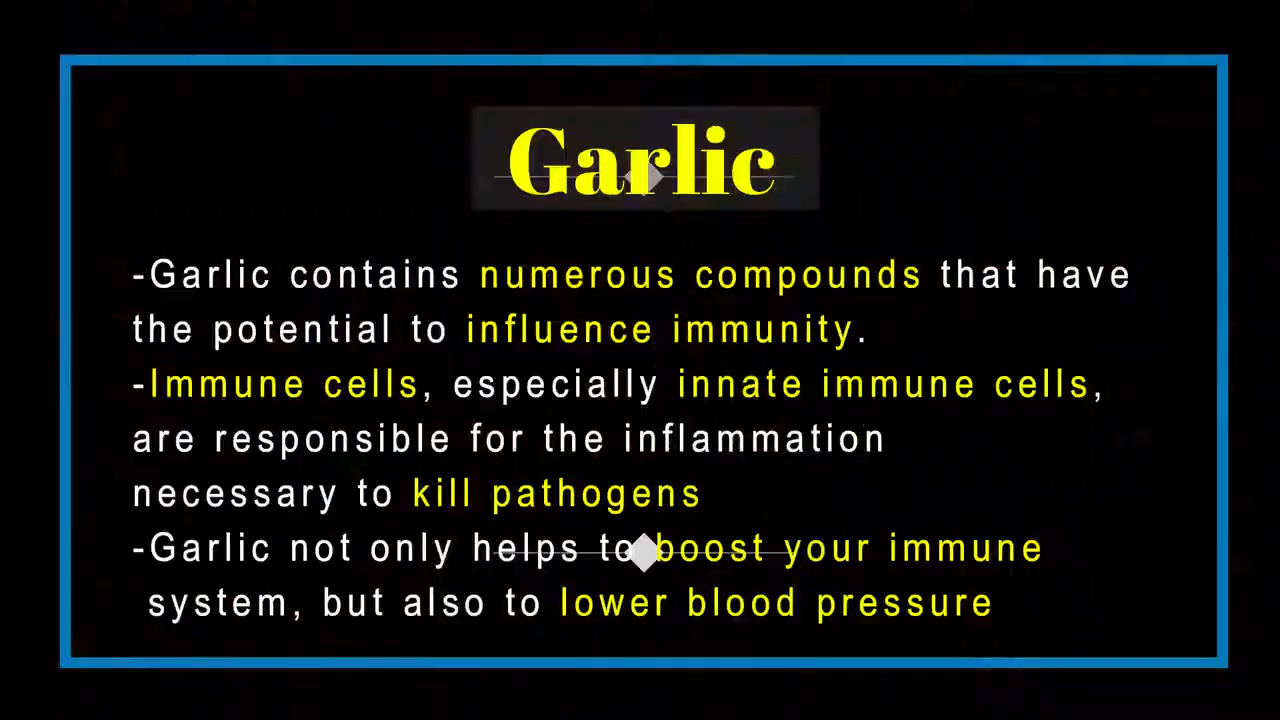 Garlic
-Garlic contains numerous compounds that have
the potential to influence immunity.
-Immune cells, especially innate immune cells,
are responsible for the inflammation
necessary to kill pathogens
-Garlic not only helps to boost your immune
system, but also to lower blood pressure